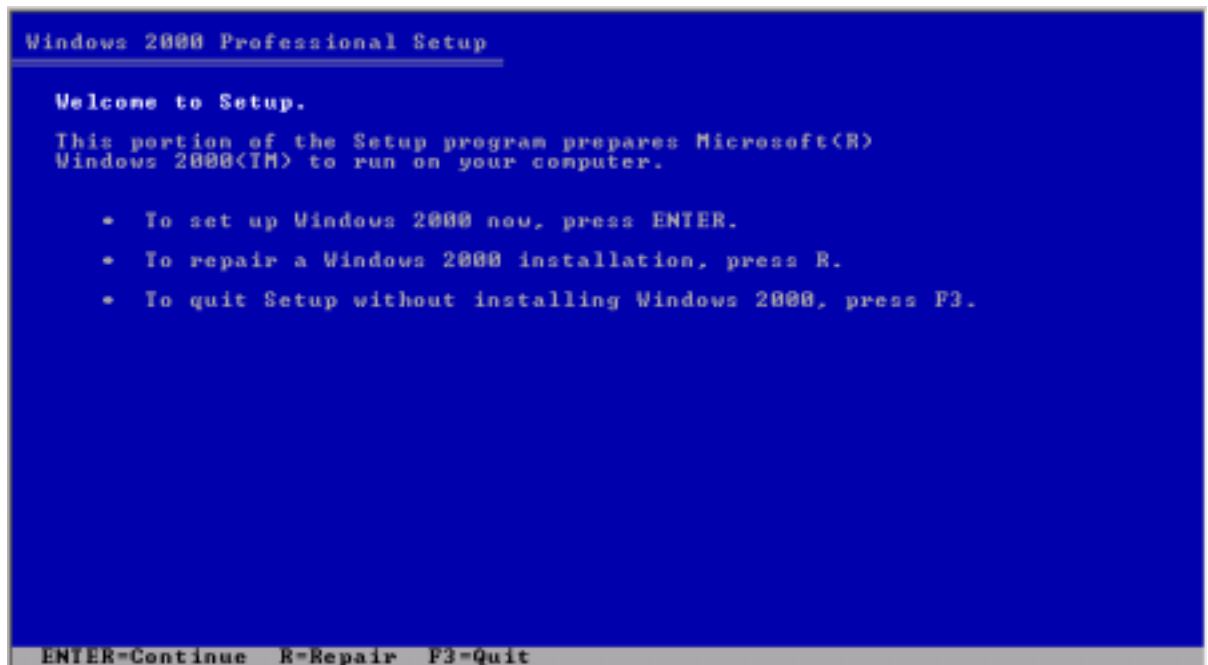 Windows 2000 Professional Setup
Welcome to Setup.
This portion of the Setup program prepares Microsoft(R)
Windows 2000(TM) to run on your computer.
• To set up Windows 2000 now, press ENTER.
• To repair a Windows 2000 installation, press R.
• To quit Setup without installing Windows 2000, press F3.
ENTER=Continue R=Repair F3=Quit